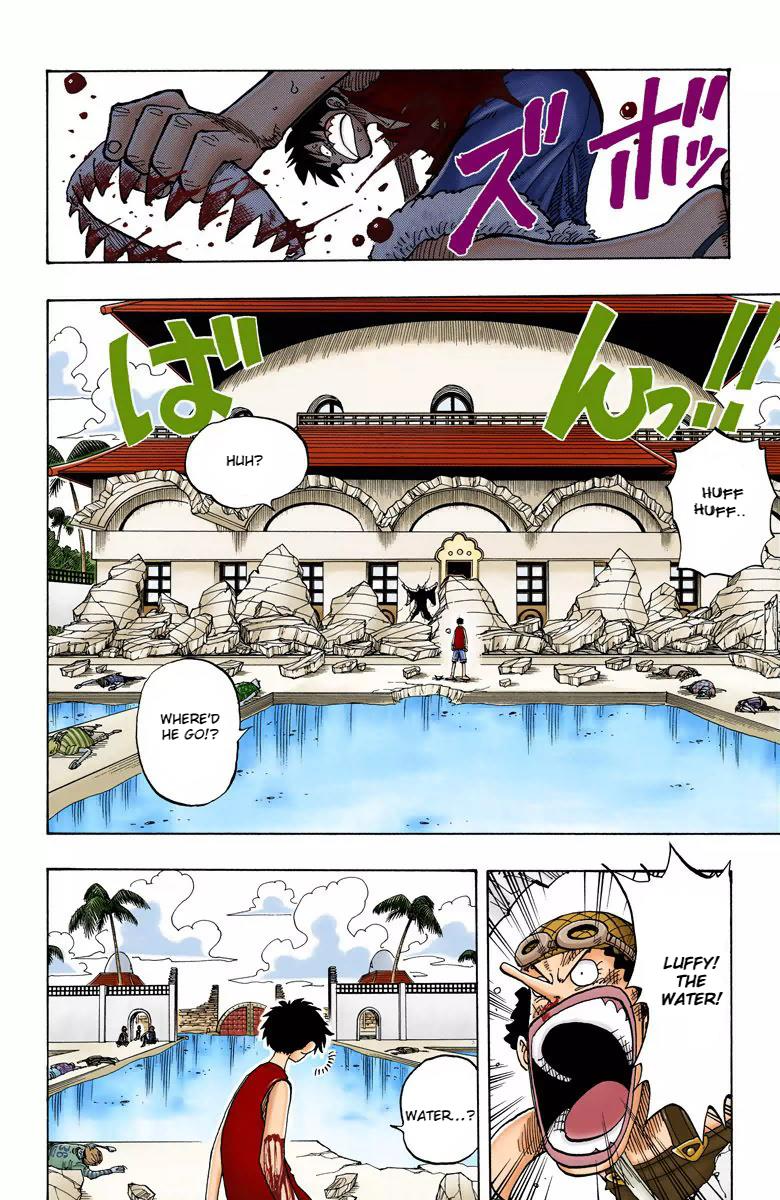 ズボッ
ばんっ!!
HUH?
HUFF
HUFF..
WHERE'D
HE GO!?
LUFFY!
THE
WATER!
WATER..?